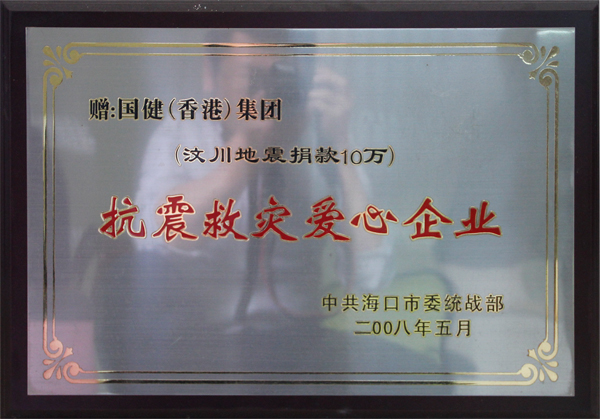 赠:国健(香港)集团
(汶川地震捐款10万)
抗震救灾爱心企业
中共海口市委统战部
二00八年五月